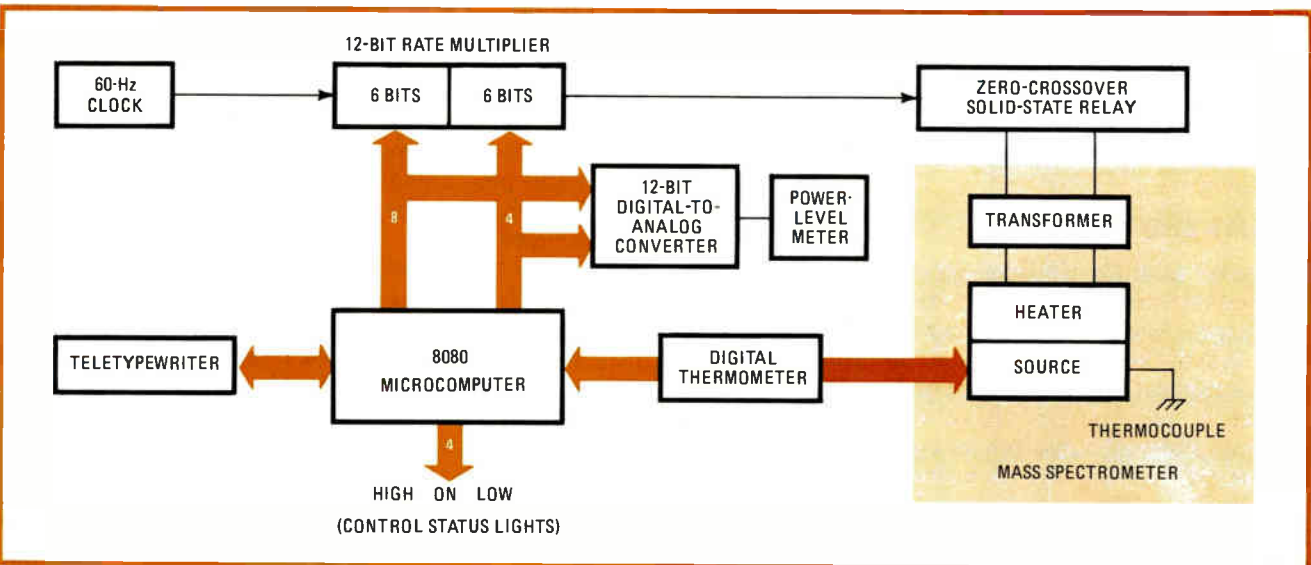 12-BIT RATE MULTIPLIER
60-Hz
CLOCK
6 BITS
6 BITS
ZERO-CROSSOVER
SOLID-STATE RELAY
8
4
12-BIT
DIGITAL-TO-
ANALOG
CONVERTER
POWER-
LEVEL
METER
TRANSFORMER
HEATER
SOURCE
TELETYPEWRITER
8080
MICROCOMPUTER
DIGITAL
THERMOMETER
THERMOCOUPLE
MASS SPECTROMETER
4
HIGH ON LOW
(CONTROL STATUS LIGHTS)